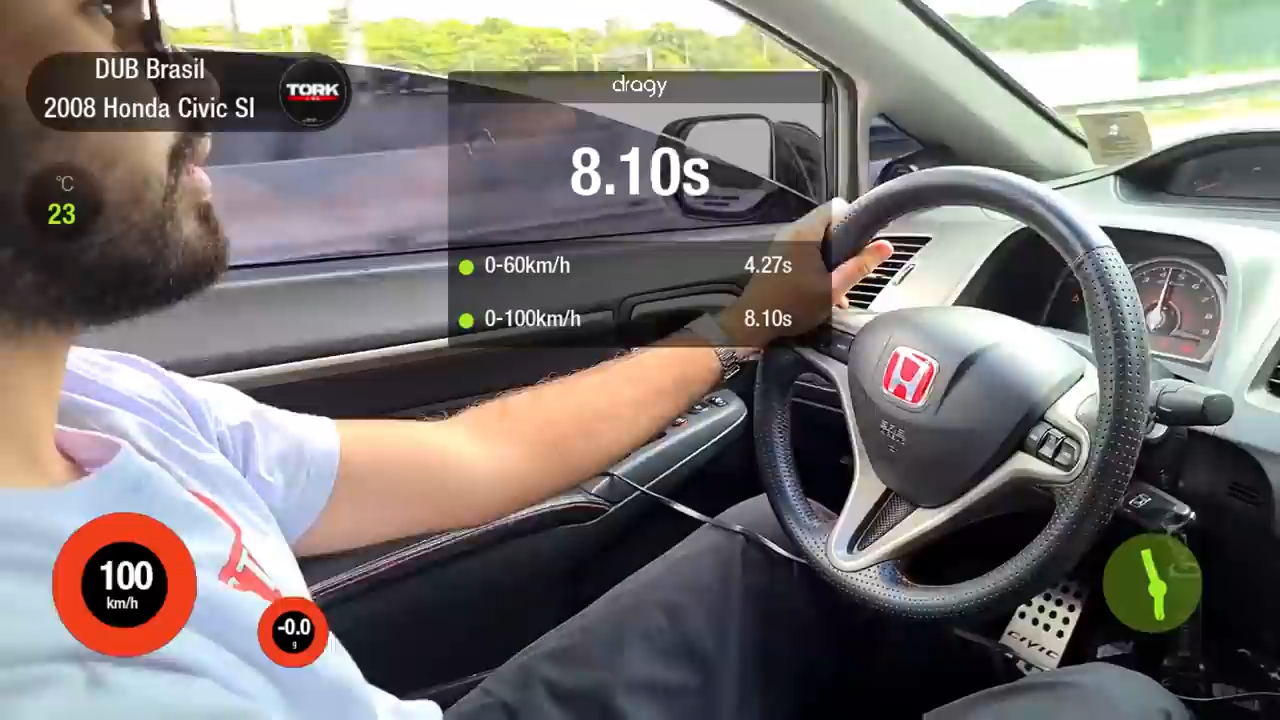 DUB Brasil
2008 Honda Civic SI
TORK
dragy
8.10s
°C
23
0-60km/h 4.27s
0-100km/h 8.10s
100
km/h
-0.0
g
CIVIC